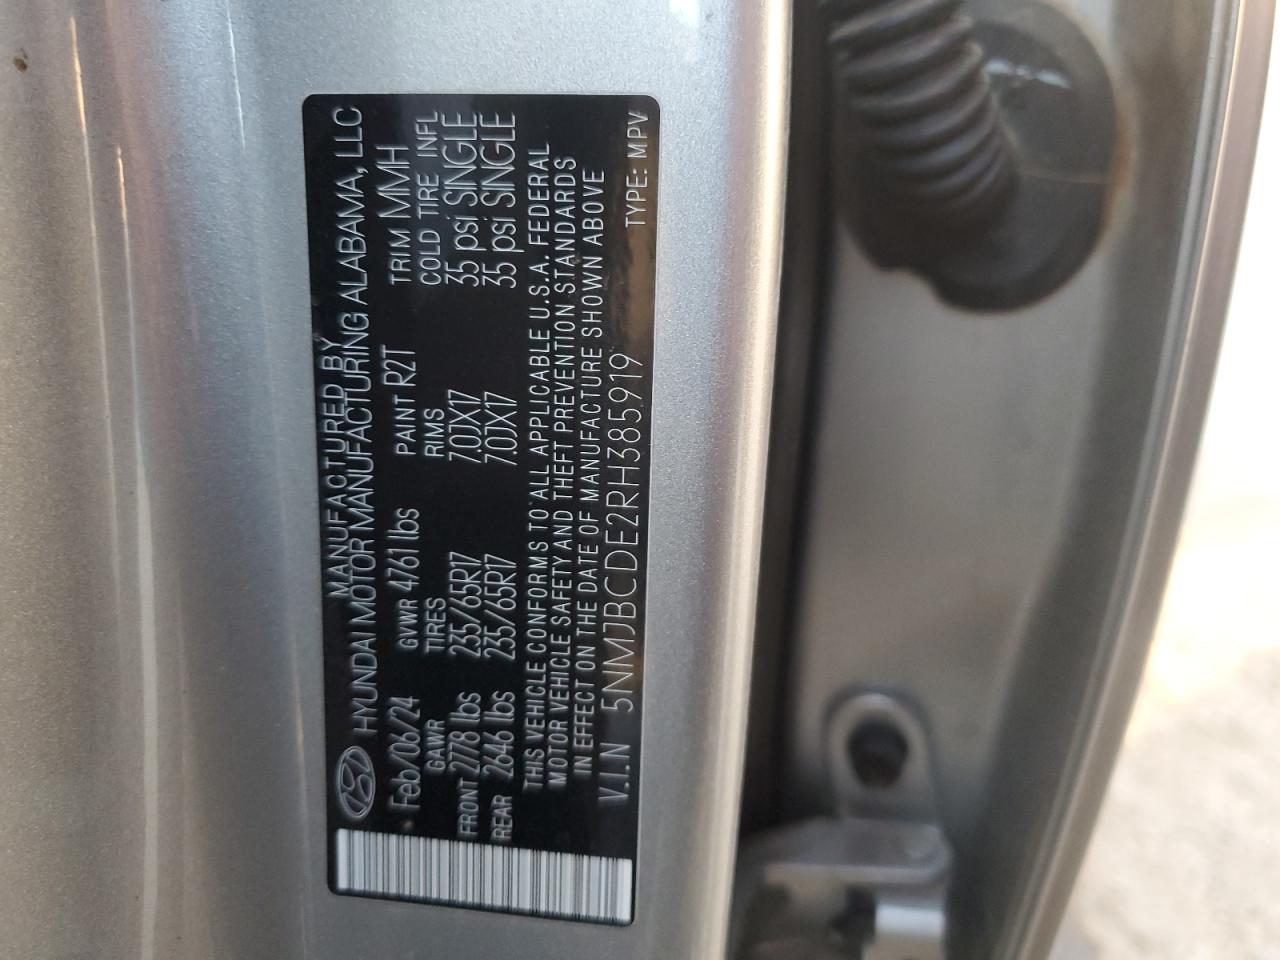 MANUFACTURED BY
HYUNDAI MOTOR MANUFACTURING ALABAMA, LLC
Feb/06/24 GVWR 4761 lbs PAINT R2T TRIM MMH
GAWR TIRES RIMS COLD TIRE INFL
FRONT 2778 lbs 235/65R17 7.0JX17 35 psi SINGLE
REAR 2646 lbs 235/65R17 7.0JX17 35 psi SINGLE
THIS VEHICLE CONFORMS TO ALL APPLICABLE U.S.A. FEDERAL
MOTOR VEHICLE SAFETY AND THEFT PREVENTION STANDARDS
IN EFFECT ON THE DATE OF MANUFACTURE SHOWN ABOVE
V.I.N 5NMJBCDE2RH385919 TYPE: MPV